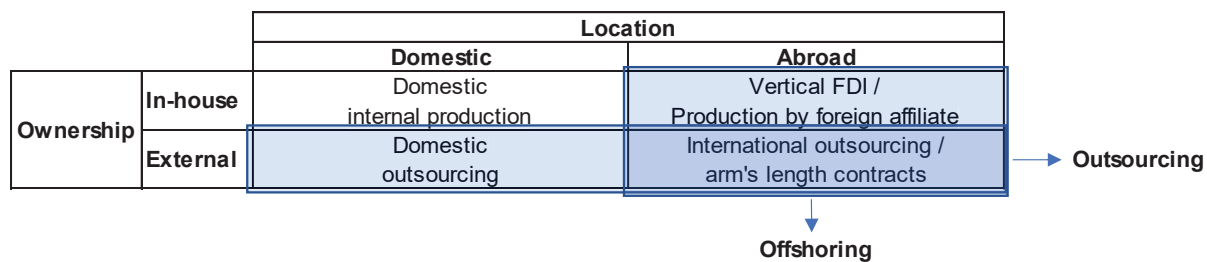 Location
Domestic Abroad
Ownership
In-house
Domestic
internal production
Vertical FDI /
Production by foreign affiliate
External
Domestic
outsourcing
International outsourcing /
arm's length contracts
Outsourcing
Offshoring